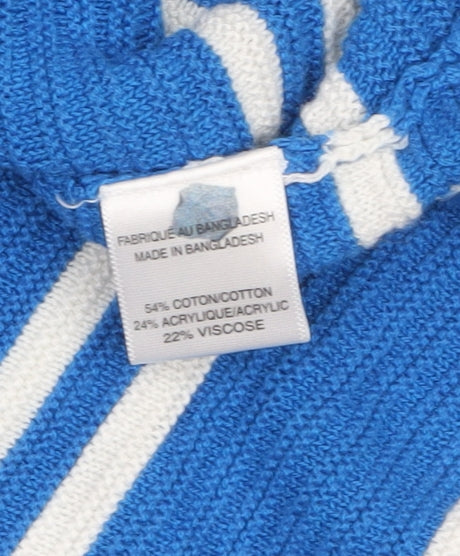 FABRIQUE AU BANGLADESH
MADE IN BANGLADESH
54% COTON/COTTON
24% ACRYLIQUE/ACRYLIC
22% VISCOSE